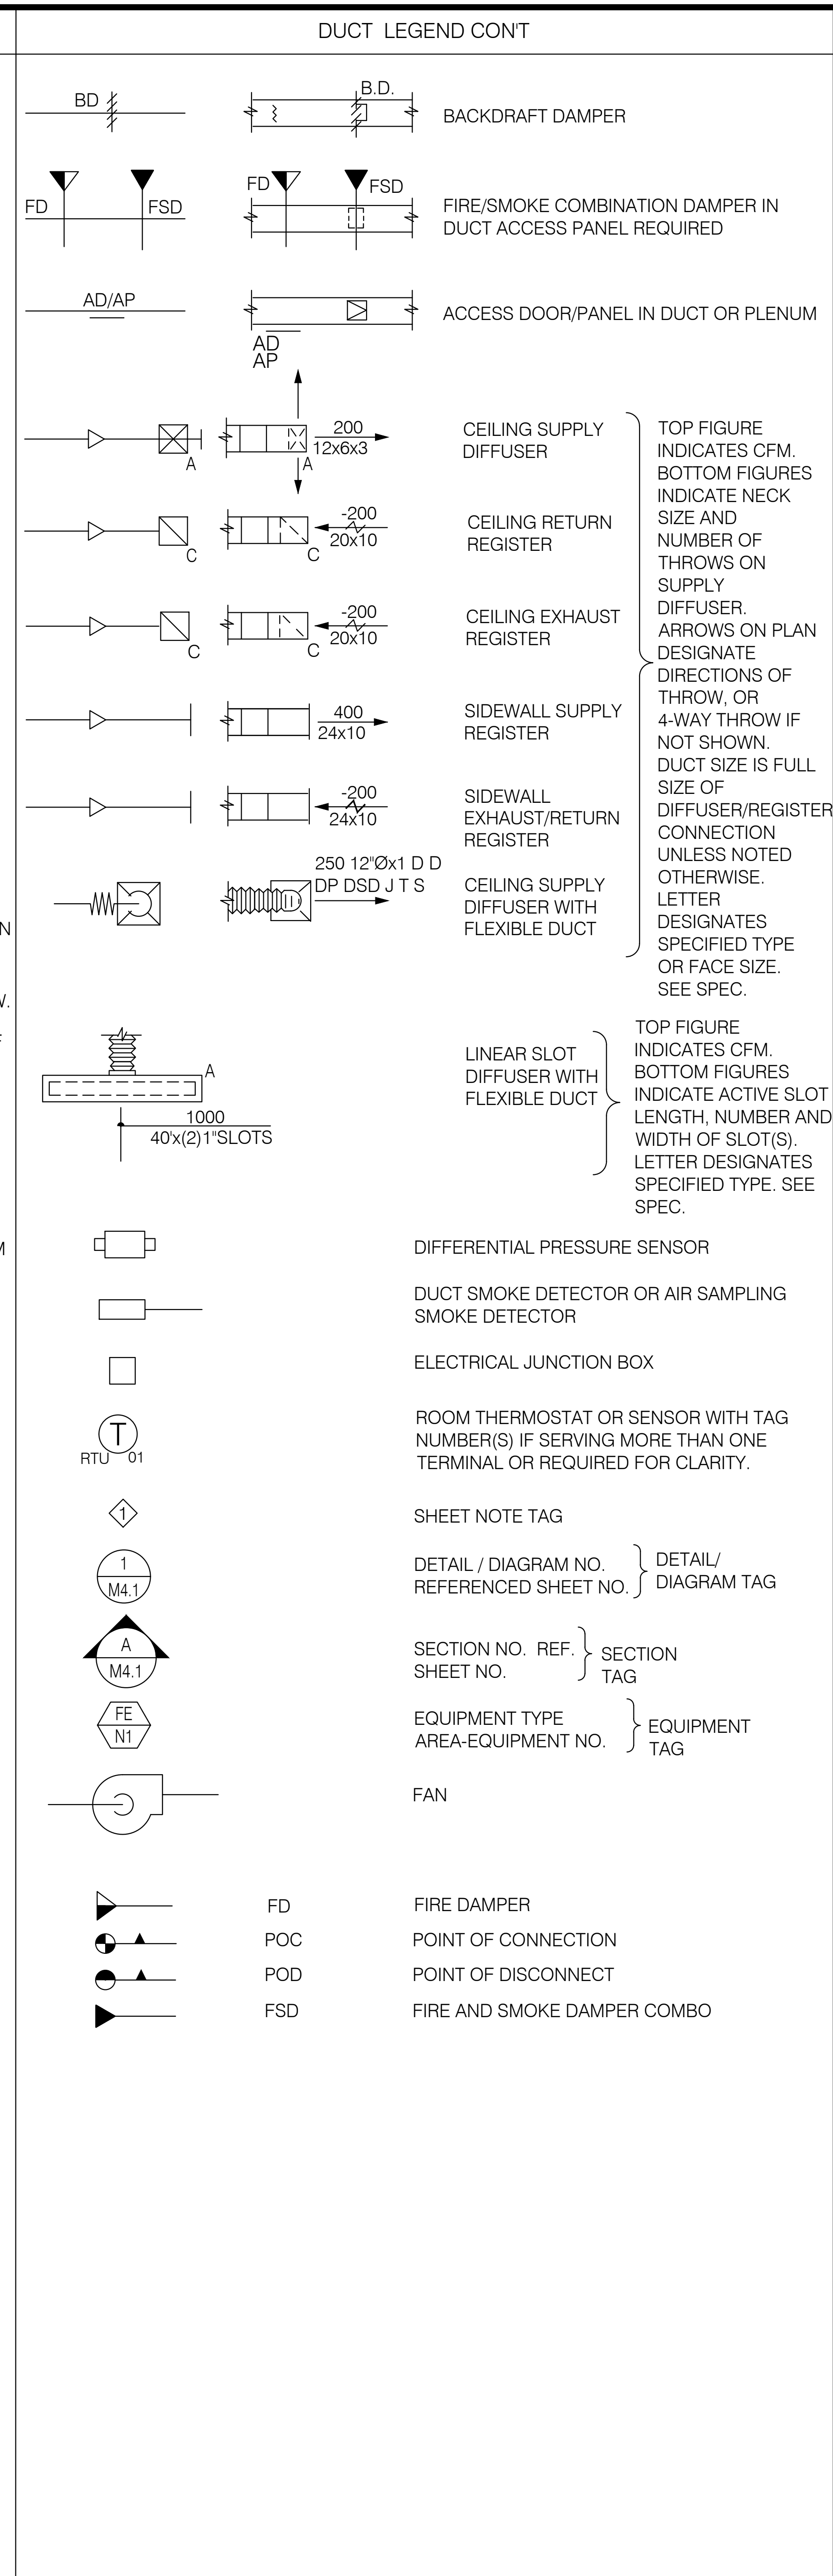 DUCT LEGEND CON'T
BD
B.D.
BACKDRAFT DAMPER
FD
FSD
FD
FSD
FIRE/SMOKE COMBINATION DAMPER IN
DUCT ACCESS PANEL REQUIRED
AD/AP
AD
AP
ACCESS DOOR/PANEL IN DUCT OR PLENUM
A
A
200
12x6x3
CEILING SUPPLY
DIFFUSER
C
C
-200
20x10
CEILING RETURN
REGISTER
C
C
-200
20x10
CEILING EXHAUST
REGISTER
400
24x10
SIDEWALL SUPPLY
REGISTER
-200
24x10
SIDEWALL
EXHAUST/RETURN
REGISTER
250 12"Øx1 D D
DP DSD J T S
CEILING SUPPLY
DIFFUSER WITH
FLEXIBLE DUCT
TOP FIGURE
INDICATES CFM.
BOTTOM FIGURES
INDICATE NECK
SIZE AND
NUMBER OF
THROWS ON
SUPPLY
DIFFUSER.
ARROWS ON PLAN
DESIGNATE
DIRECTIONS OF
THROW, OR
4-WAY THROW IF
NOT SHOWN.
DUCT SIZE IS FULL
SIZE OF
DIFFUSER/REGISTER
CONNECTION
UNLESS NOTED
OTHERWISE.
LETTER
DESIGNATES
SPECIFIED TYPE
OR FACE SIZE.
SEE SPEC.
N
W.
F
M
A
1000
40'x(2)1"SLOTS
LINEAR SLOT
DIFFUSER WITH
FLEXIBLE DUCT
TOP FIGURE
INDICATES CFM.
BOTTOM FIGURES
INDICATE ACTIVE SLOT
LENGTH, NUMBER AND
WIDTH OF SLOT(S).
LETTER DESIGNATES
SPECIFIED TYPE. SEE
SPEC.
DIFFERENTIAL PRESSURE SENSOR
DUCT SMOKE DETECTOR OR AIR SAMPLING
SMOKE DETECTOR
ELECTRICAL JUNCTION BOX
T
RTU 01
ROOM THERMOSTAT OR SENSOR WITH TAG
NUMBER(S) IF SERVING MORE THAN ONE
TERMINAL OR REQUIRED FOR CLARITY.
1
SHEET NOTE TAG
1
M4.1
DETAIL / DIAGRAM NO.
REFERENCED SHEET NO.
DETAIL/
DIAGRAM TAG
A
M4.1
SECTION NO. REF.
SHEET NO.
SECTION
TAG
FE
N1
EQUIPMENT TYPE
AREA-EQUIPMENT NO.
EQUIPMENT
TAG
FAN
FD FIRE DAMPER
POC POINT OF CONNECTION
POD POINT OF DISCONNECT
FSD FIRE AND SMOKE DAMPER COMBO